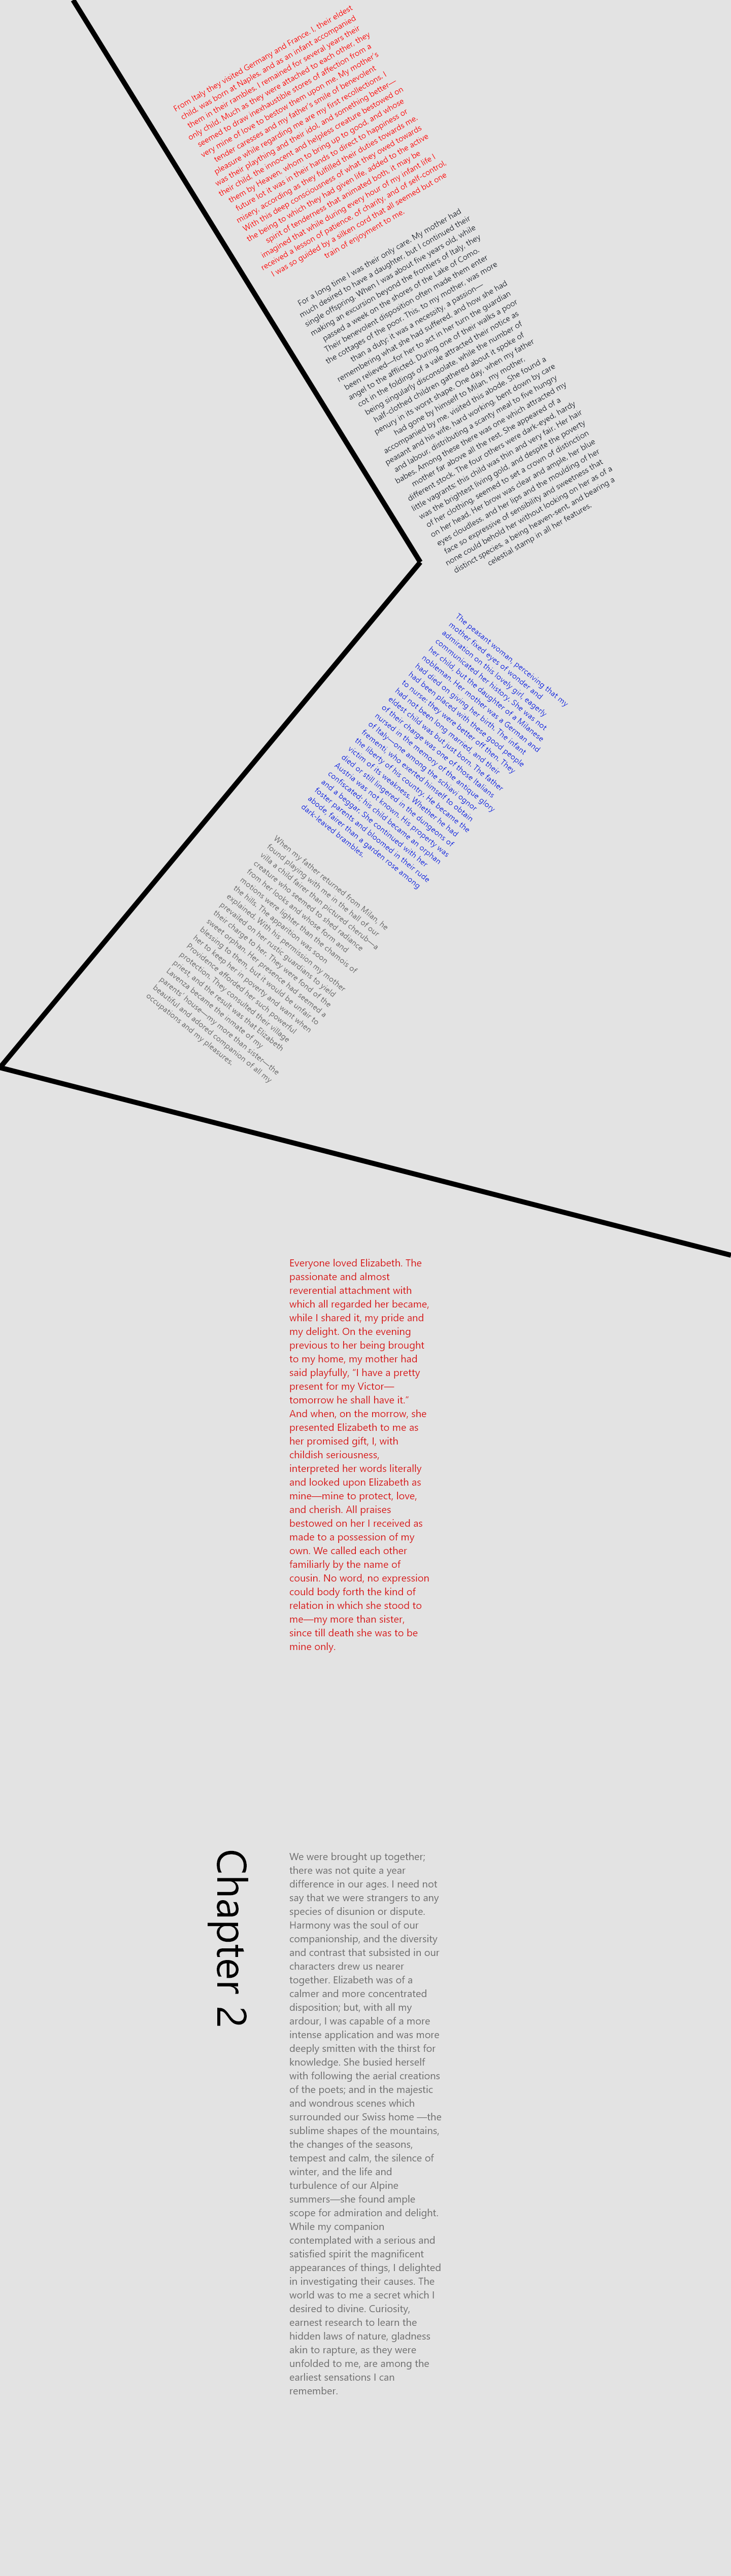 From Italy they visited Germany and France. I, their eldest
child, was born at Naples, and as an infant accompanied
them in their rambles. I remained for several years their
only child. Much as they were attached to each other, they
seemed to draw inexhaustible stores of affection from a
very mine of love to bestow them upon me. My mother's
tender caresses and my father's smile of benevolent
pleasure while regarding me are my first recollections. I
was their plaything and their idol, and something better—
their child, the innocent and helpless creature bestowed on
them by Heaven, whom to bring up to good, and whose
future lot it was in their hands to direct to happiness or
misery, according as they fulfilled their duties towards me.
With this deep consciousness of what they owed towards
the being to which they had given life, added to the active
spirit of tenderness that animated both, it may be
imagined that while during every hour of my infant life I
received a lesson of patience, of charity, and of self-control,
I was so guided by a silken cord that all seemed but one
train of enjoyment to me.
For a long time I was their only care. My mother had
much desired to have a daughter, but I continued their
single offspring. When I was about five years old, while
making an excursion beyond the frontiers of Italy, they
passed a week on the shores of the Lake of Como.
Their benevolent disposition often made them enter
the cottages of the poor. This, to my mother, was more
than a duty; it was a necessity, a passion—
remembering what she had suffered, and how she had
been relieved—for her to act in her turn the guardian
angel to the afflicted. During one of their walks a poor
cot in the foldings of a vale attracted their notice as
being singularly disconsolate, while the number of
half-clothed children gathered about it spoke of
penury in its worst shape. One day, when my father
had gone by himself to Milan, my mother,
accompanied by me, visited this abode. She found a
peasant and his wife, hard working, bent down by care
and labour, distributing a scanty meal to five hungry
babes. Among these there was one which attracted my
mother far above all the rest. She appeared of a
different stock. The four others were dark-eyed, hardy
little vagrants; this child was thin and very fair. Her hair
was the brightest living gold, and despite the poverty
of her clothing, seemed to set a crown of distinction
on her head. Her brow was clear and ample, her blue
eyes cloudless, and her lips and the moulding of her
face so expressive of sensibility and sweetness that
none could behold her without looking on her as of a
distinct species, a being heaven-sent, and bearing a
celestial stamp in all her features.
The peasant woman, perceiving that my
mother fixed eyes of wonder and
admiration on this lovely girl, eagerly
communicated her history. She was not
her child, but the daughter of a Milanese
nobleman. Her mother was a German and
had died on giving her birth. The infant
had been placed with these good people
to nurse: they were better off then. They
had not been long married, and their
eldest child was but just born. The father
of their charge was one of those Italians
nursed in the memory of the antique glory
of Italy—one among the schiavi ognor
frementi, who exerted himself to obtain
the liberty of his country. He became the
victim of its weakness. Whether he had
died or still lingered in the dungeons of
Austria was not known. His property was
confiscated; his child became an orphan
and a beggar. She continued with her
foster parents and bloomed in their rude
abode, fairer than a garden rose among
dark-leaved brambles.
When my father returned from Milan, he
found playing with me in the hall of our
villa a child fairer than pictured cherub—a
creature who seemed to shed radiance
from her looks and whose form and
motions were lighter than the chamois of
the hills. The apparition was soon
explained. With his permission my mother
prevailed on her rustic guardians to yield
their charge to her. They were fond of the
sweet orphan. Her presence had seemed a
blessing to them, but it would be unfair to
her to keep her in poverty and want when
Providence afforded her such powerful
protection. They consulted their village
priest, and the result was that Elizabeth
Lavenza became the inmate of my
parents' house—my more than sister—the
beautiful and adored companion of all my
occupations and my pleasures.
Everyone loved Elizabeth. The
passionate and almost
reverential attachment with
which all regarded her became,
while I shared it, my pride and
my delight. On the evening
previous to her being brought
to my home, my mother had
said playfully, "I have a pretty
present for my Victor—
tomorrow he shall have it."
And when, on the morrow, she
presented Elizabeth to me as
her promised gift, I, with
childish seriousness,
interpreted her words literally
and looked upon Elizabeth as
mine—mine to protect, love,
and cherish. All praises
bestowed on her I received as
made to a possession of my
own. We called each other
familiarly by the name of
cousin. No word, no expression
could body forth the kind of
relation in which she stood to
me—my more than sister,
since till death she was to be
mine only.
Chapter 2
We were brought up together;
there was not quite a year
difference in our ages. I need not
say that we were strangers to any
species of disunion or dispute.
Harmony was the soul of our
companionship, and the diversity
and contrast that subsisted in our
characters drew us nearer
together. Elizabeth was of a
calmer and more concentrated
disposition; but, with all my
ardour, I was capable of a more
intense application and was more
deeply smitten with the thirst for
knowledge. She busied herself
with following the aerial creations
of the poets; and in the majestic
and wondrous scenes which
surrounded our Swiss home —the
sublime shapes of the mountains,
the changes of the seasons,
tempest and calm, the silence of
winter, and the life and
turbulence of our Alpine
summers—she found ample
scope for admiration and delight.
While my companion
contemplated with a serious and
satisfied spirit the magnificent
appearances of things, I delighted
in investigating their causes. The
world was to me a secret which I
desired to divine. Curiosity,
earnest research to learn the
hidden laws of nature, gladness
akin to rapture, as they were
unfolded to me, are among the
earliest sensations I can
remember.